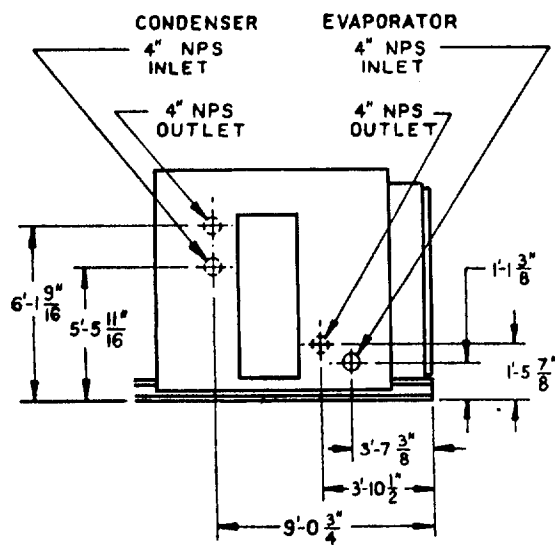 CONDENSER
4" NPS
INLET
4" NPS
OUTLET
EVAPORATOR
4" NPS
INLET
4" NPS
OUTLET
6'-1 9/16"
5'-5 11/16"
1'-1 3/8"
1'-5 7/8"
3'-7 3/8"
3'-10 1/2"
9'-0 3/4"